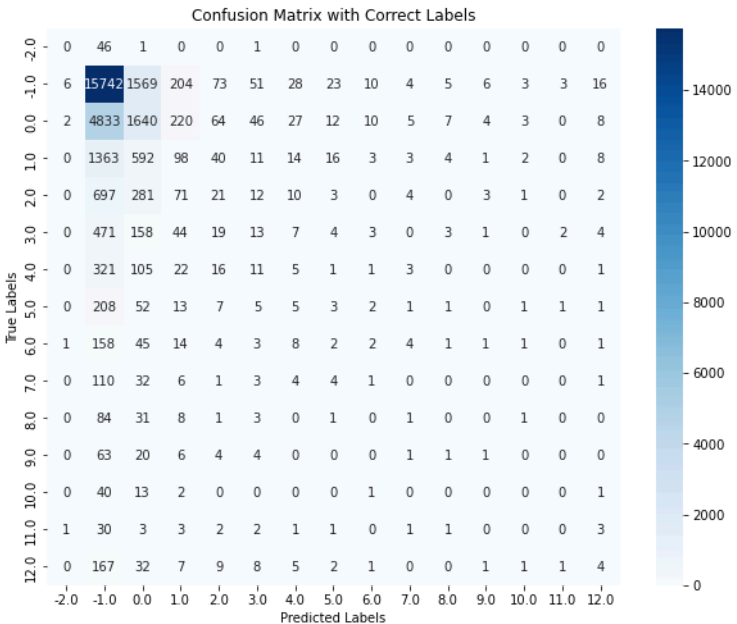 Confusion Matrix with Correct Labels
-2.0 0 46 1 0 0 1 0 0 0 0 0 0 0 0 0
-1.0 6 15742 1569 204 73 51 28 23 10 4 5 6 3 3 16
0.0 2 4833 1640 220 64 46 27 12 10 5 7 4 3 0 8
1.0 0 1363 592 98 40 11 14 16 3 3 4 1 2 0 8
2.0 0 697 281 71 21 12 10 3 0 4 0 3 1 0 2
3.0 0 471 158 44 19 13 7 4 3 0 3 1 0 2 4
4.0 0 321 105 22 16 11 5 1 1 3 0 0 0 0 1
5.0 0 208 52 13 7 5 5 3 2 1 1 0 1 1 1
6.0 1 158 45 14 4 3 8 2 2 4 1 1 1 0 1
7.0 0 110 32 6 1 3 4 4 1 0 0 0 0 0 1
8.0 0 84 31 8 1 3 0 1 0 1 0 0 1 0 0
9.0 0 63 20 6 4 4 0 0 0 1 1 1 0 0 0
10.0 0 40 13 2 0 0 0 0 1 0 0 0 0 0 1
11.0 1 30 3 3 2 2 1 1 0 1 1 0 0 0 3
12.0 0 167 32 7 9 8 5 2 1 0 0 1 1 1 4
-2.0 -1.0 0.0 1.0 2.0 3.0 4.0 5.0 6.0 7.0 8.0 9.0 10.0 11.0 12.0
Predicted Labels
True Labels
14000
12000
10000
8000
6000
4000
2000
0